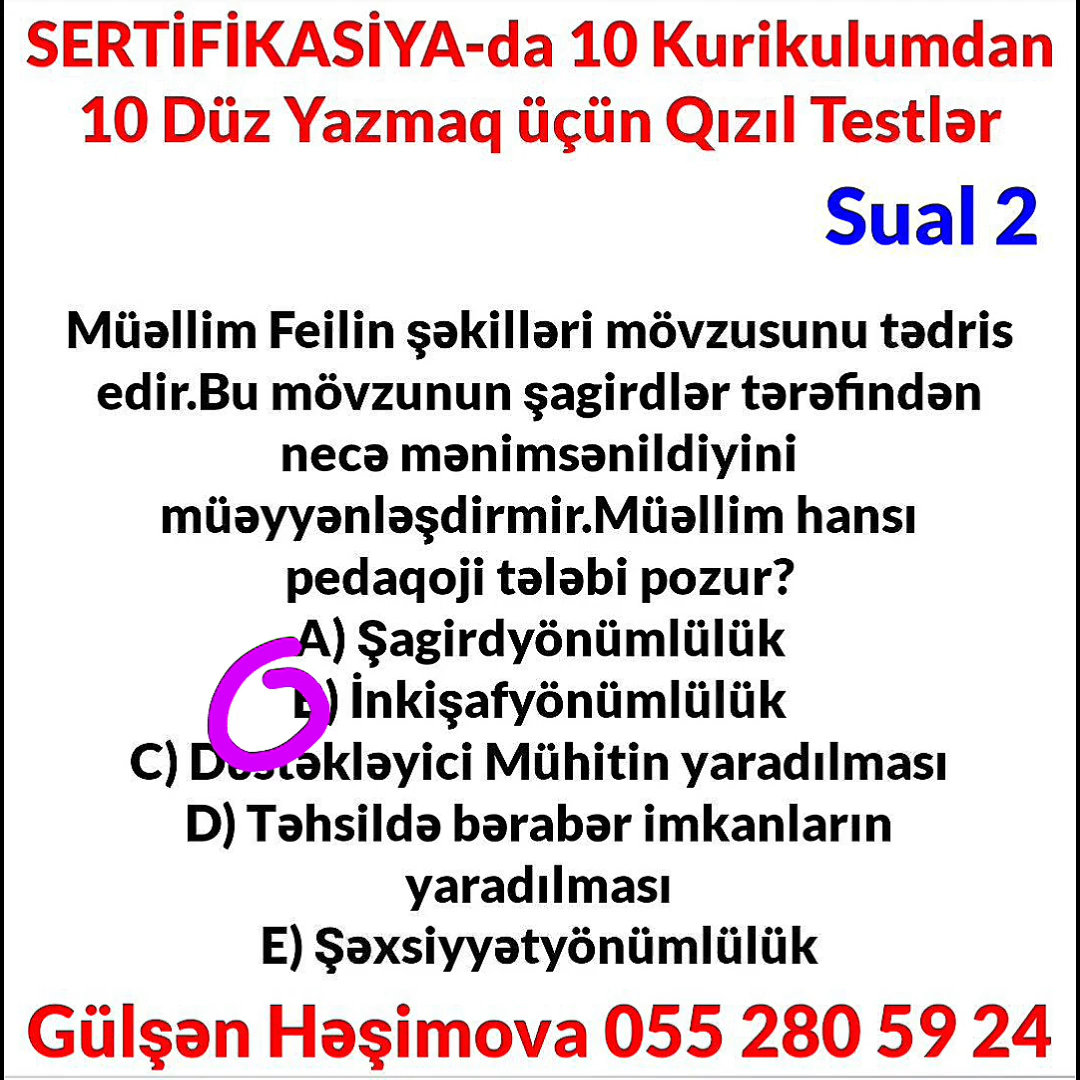 SERTİFİKASİYA-da 10 Kurikulumdan
10 Düz Yazmaq üçün Qızıl Testlər
Sual 2
Müəllim Feilin şəkilləri mövzusunu tədris
edir.Bu mövzunun şagirdlər tərəfindən
necə mənimsənildiyini
müəyyənləşdirmir.Müəllim hansı
pedaqoji tələbi pozur?
A) Şagirdyönümlülük
B) İnkişafyönümlülük
C) Dəstəkləyici Mühitin yaradılması
D) Təhsildə bərabər imkanların
yaradılması
E) Şəxsiyyətyönümlülük
Gülşən Həşimova 055 280 59 24